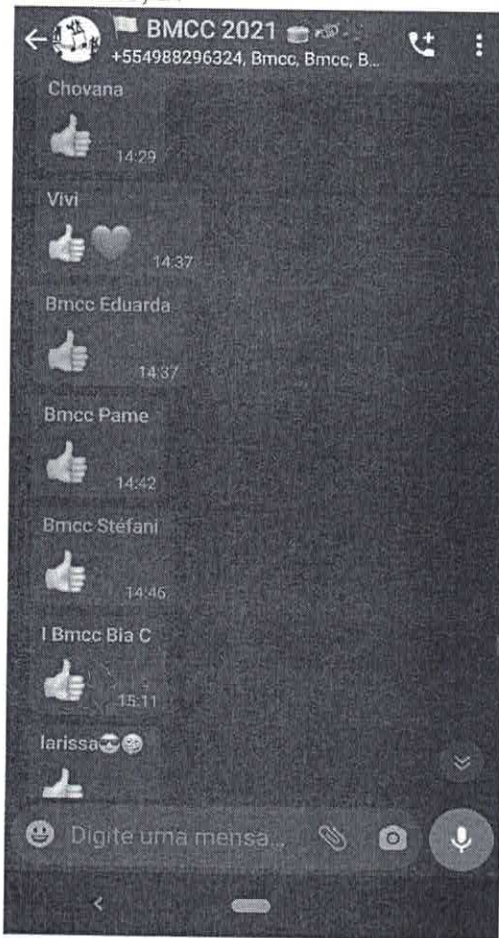 BMCC 2021
+554988296324, Bmcc, Bmcc, B...
Chovana
14:29
Vivi
14:37
Bmcc Eduarda
14:37
Bmcc Pame
14:42
Bmcc Stéfani
14:46
I Bmcc Bia C
15:11
larissa
Digite uma mensa...